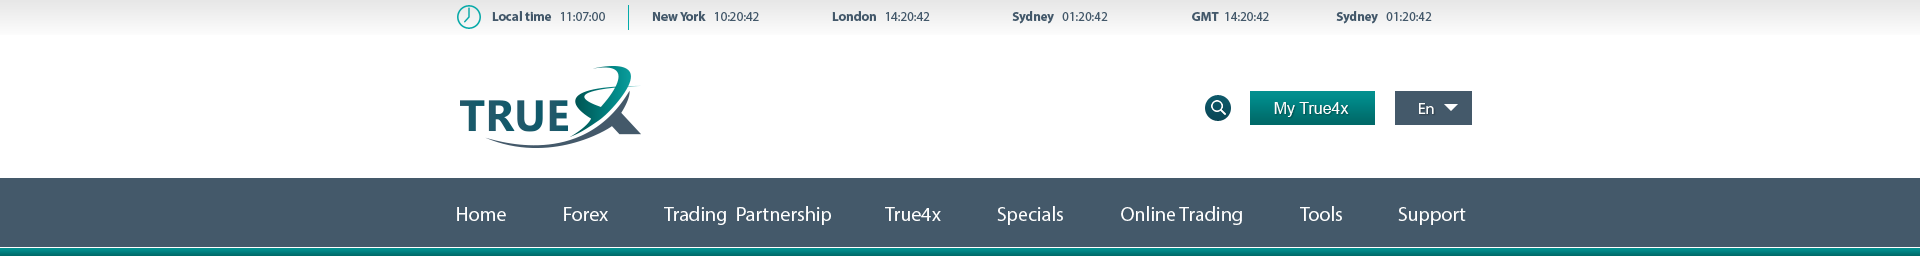 Local time 11:07:00 New York 10:20:42 London 14:20:42 Sydney 01:20:42 GMT 14:20:42 Sydney 01:20:42
TRUE4X
My True4x En
Home Forex Trading Partnership True4x Specials Online Trading Tools Support